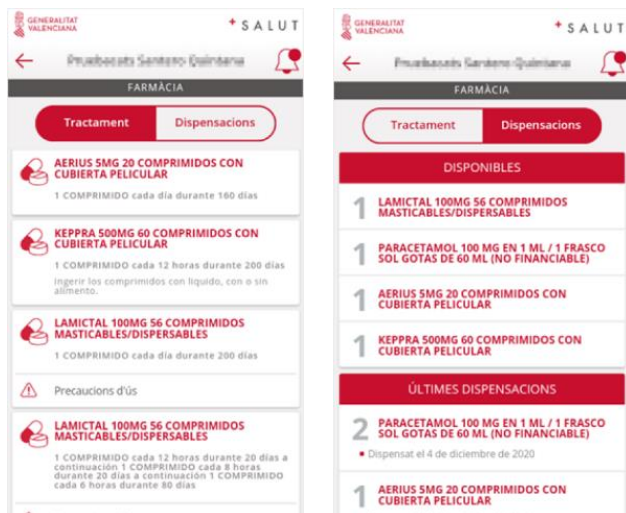 GENERALITAT
VALENCIANA
+SALUT
FARMÀCIA
Tractament
Dispensacions
AERIUS 5MG 20 COMPRIMIDOS CON
CUBIERTA PELICULAR
1 COMPRIMIDO cada día durante 160 días
KEPPRA 500MG 60 COMPRIMIDOS CON
CUBIERTA PELICULAR
1 COMPRIMIDO cada 12 horas durante 200 días
Ingerir los comprimidos con liquido, con o sin
alimento.
LAMICTAL 100MG 56 COMPRIMIDOS
MASTICABLES/DISPERSABLES
1 COMPRIMIDO cada día durante 200 días
Precaucions d'ús
LAMICTAL 100MG 56 COMPRIMIDOS
MASTICABLES/DISPERSABLES
1 COMPRIMIDO cada 12 horas durante 20 días a
continuación 1 COMPRIMIDO cada 8 horas
durante 20 días a continuación 1 COMPRIMIDO
cada 6 horas durante 80 días
GENERALITAT
VALENCIANA
+SALUT
FARMÀCIA
Tractament
Dispensacions
DISPONIBLES
1 LAMICTAL 100MG 56 COMPRIMIDOS
MASTICABLES/DISPERSABLES
1 PARACETAMOL 100 MG EN 1 ML / 1 FRASCO
SOL GOTAS DE 60 ML (NO FINANCIABLE)
1 AERIUS 5MG 20 COMPRIMIDOS CON
CUBIERTA PELICULAR
1 KEPPRA 500MG 60 COMPRIMIDOS CON
CUBIERTA PELICULAR
ÚLTIMES DISPENSACIONS
2 PARACETAMOL 100 MG EN 1 ML / 1 FRASCO
SOL GOTAS DE 60 ML (NO FINANCIABLE)
• Dispensat el 4 de diciembre de 2020
1 AERIUS 5MG 20 COMPRIMIDOS CON
CUBIERTA PELICULAR